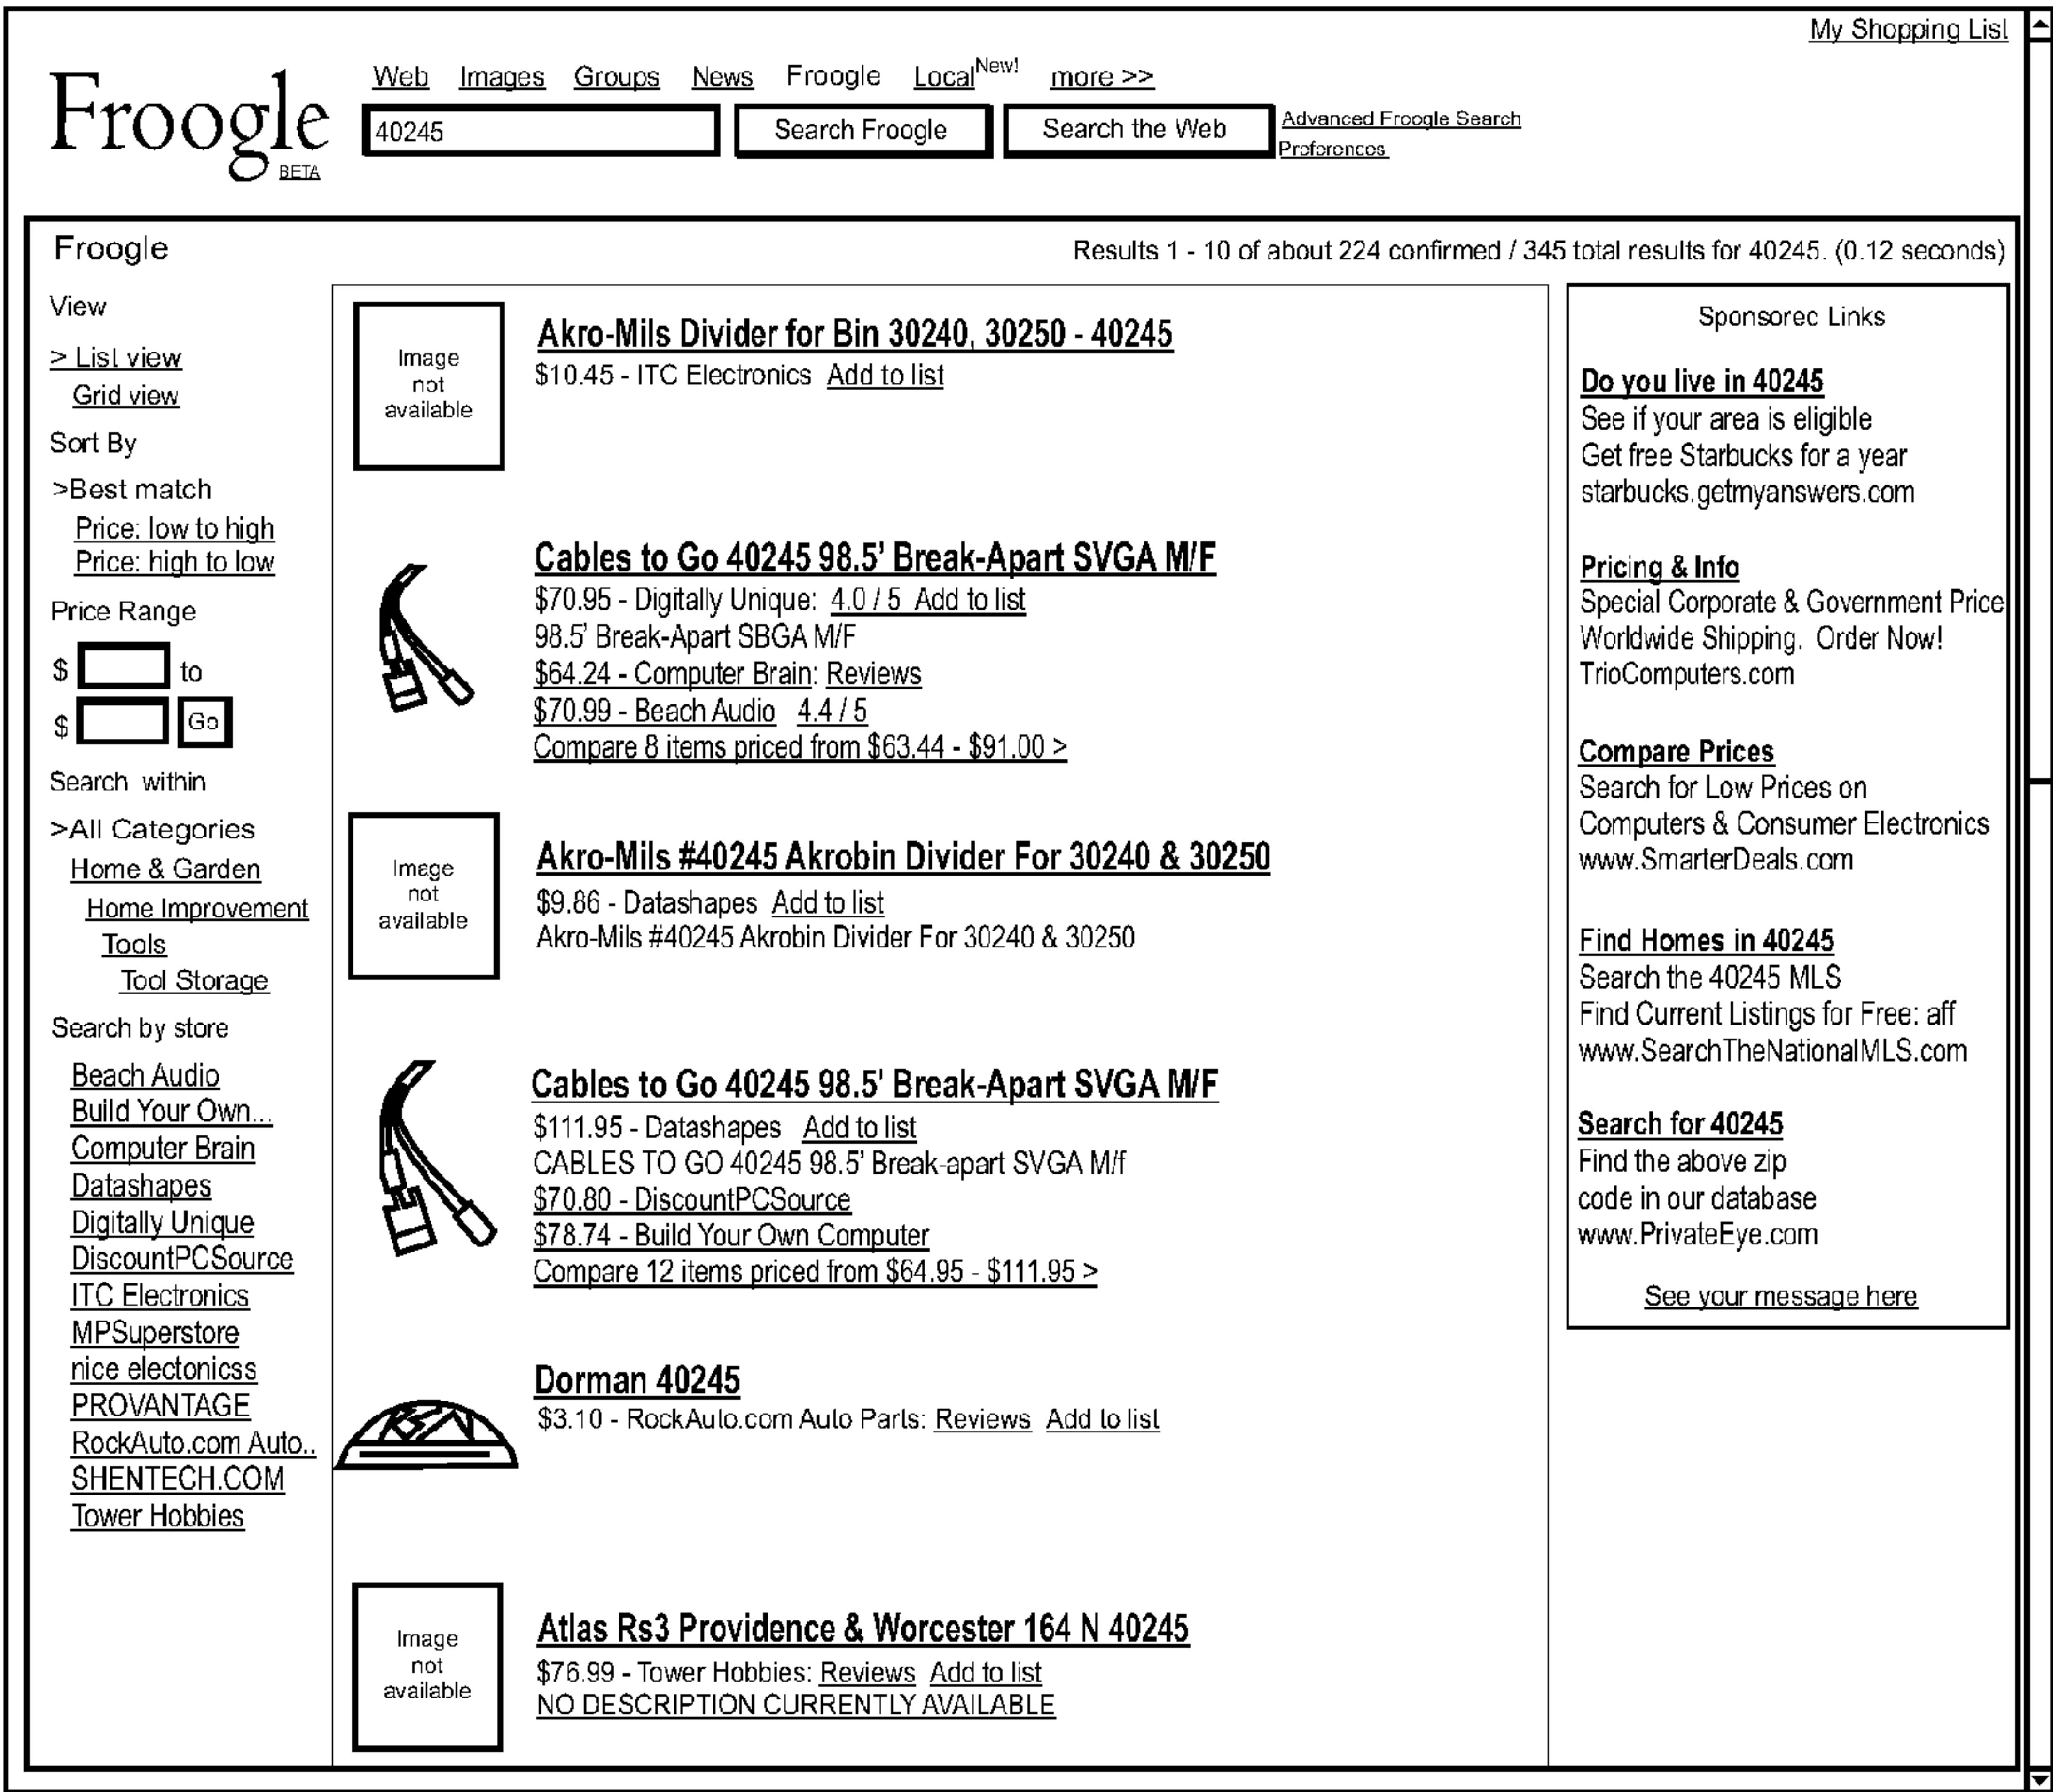 My Shopping List
Web Images Groups News Froogle Local New! more >>
Froogle
BETA
40245
Search Froogle
Search the Web
Advanced Froogle Search
Preferences
Froogle
Results 1 - 10 of about 224 confirmed / 345 total results for 40245. (0.12 seconds)
View
> List view
Grid view
Sort By
>Best match
Price: low to high
Price: high to low
Price Range
$ to
$ Go
Search within
>All Categories
Home & Garden
Home Improvement
Tools
Tool Storage
Search by store
Beach Audio
Build Your Own...
Computer Brain
Datashapes
Digitally Unique
DiscountPCSource
ITC Electronics
MPSuperstore
nice electonicss
PROVANTAGE
RockAuto.com Auto..
SHENTECH.COM
Tower Hobbies
Image
not
available
Akro-Mils Divider for Bin 30240, 30250 - 40245
$10.45 - ITC Electronics Add to list
Cables to Go 40245 98.5' Break-Apart SVGA M/F
$70.95 - Digitally Unique: 4.0 / 5 Add to list
98.5' Break-Apart SBGA M/F
$64.24 - Computer Brain: Reviews
$70.99 - Beach Audio 4.4 / 5
Compare 8 items priced from $63.44 - $91.00 >
Image
not
available
Akro-Mils #40245 Akrobin Divider For 30240 & 30250
$9.86 - Datashapes Add to list
Akro-Mils #40245 Akrobin Divider For 30240 & 30250
Cables to Go 40245 98.5' Break-Apart SVGA M/F
$111.95 - Datashapes Add to list
CABLES TO GO 40245 98.5' Break-apart SVGA M/f
$70.80 - DiscountPCSource
$78.74 - Build Your Own Computer
Compare 12 items priced from $64.95 - $111.95 >
Dorman 40245
$3.10 - RockAuto.com Auto Parts: Reviews Add to list
Image
not
available
Atlas Rs3 Providence & Worcester 164 N 40245
$76.99 - Tower Hobbies: Reviews Add to list
NO DESCRIPTION CURRENTLY AVAILABLE
Sponsorec Links
Do you live in 40245
See if your area is eligible
Get free Starbucks for a year
starbucks.getmyanswers.com
Pricing & Info
Special Corporate & Government Price
Worldwide Shipping. Order Now!
TrioComputers.com
Compare Prices
Search for Low Prices on
Computers & Consumer Electronics
www.SmarterDeals.com
Find Homes in 40245
Search the 40245 MLS
Find Current Listings for Free: aff
www.SearchTheNationalMLS.com
Search for 40245
Find the above zip
code in our database
www.PrivateEye.com
See your message here